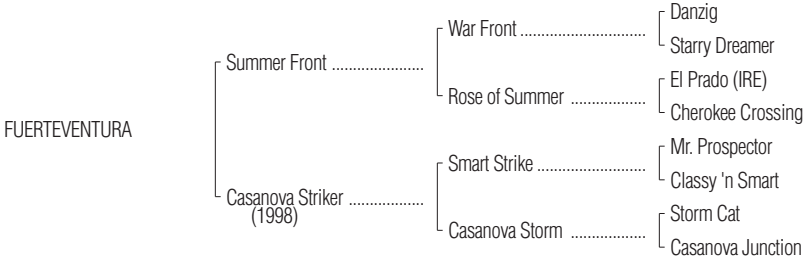 Danzig
War Front
Starry Dreamer
Summer Front
El Prado (IRE)
Rose of Summer
Cherokee Crossing
FUERTEVENTURA
Mr. Prospector
Smart Strike
Classy 'n Smart
Casanova Striker
(1998)
Storm Cat
Casanova Storm
Casanova Junction